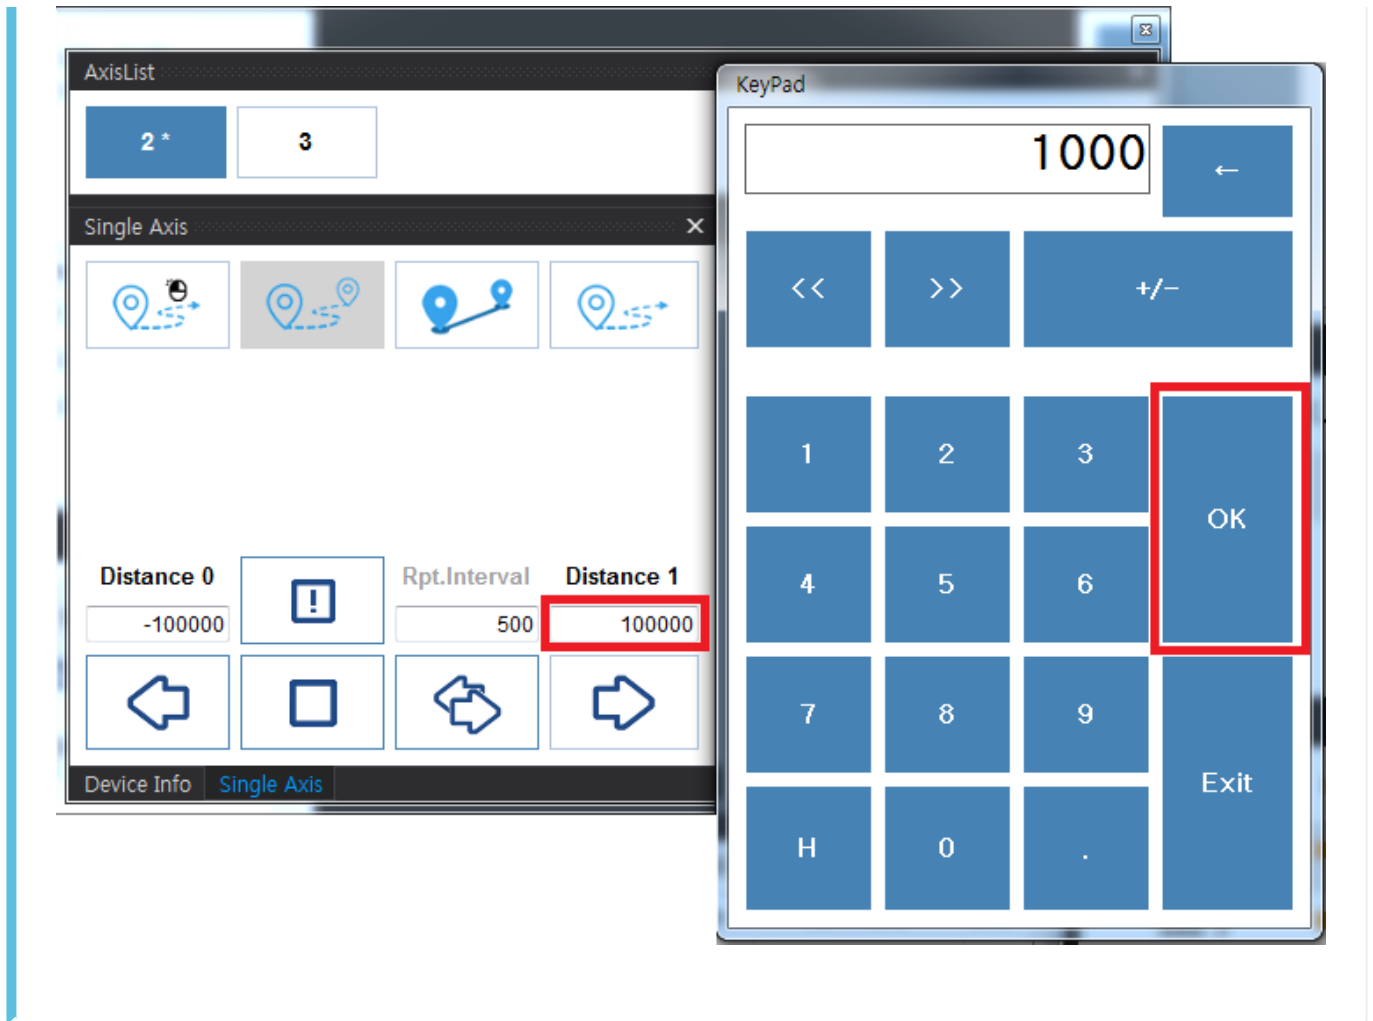 AxisList
2 *
3
Single Axis
Distance 0
Rpt.Interval
Distance 1
-100000
500
100000
Device Info
Single Axis
KeyPad
1000
←
<<
>>
+/−
1
2
3
OK
4
5
6
7
8
9
Exit
H
0
.